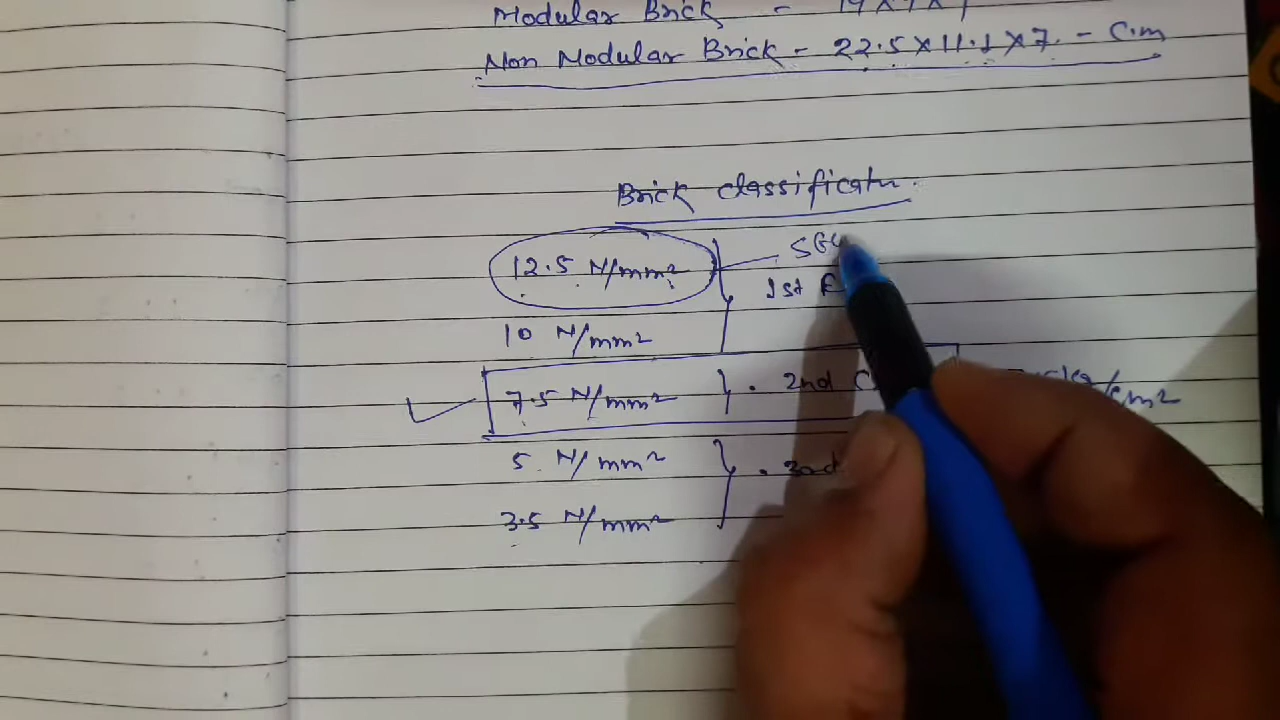 Modular Brick -
Non Modular Brick - 22.5 × 11.1 × 7. - C.m
Brick classificatn.
12.5 N/mm²
1st
10 N/mm²
7.5 N/mm² . 2nd C /cm²
5. N/mm² .
3.5 N/mm²